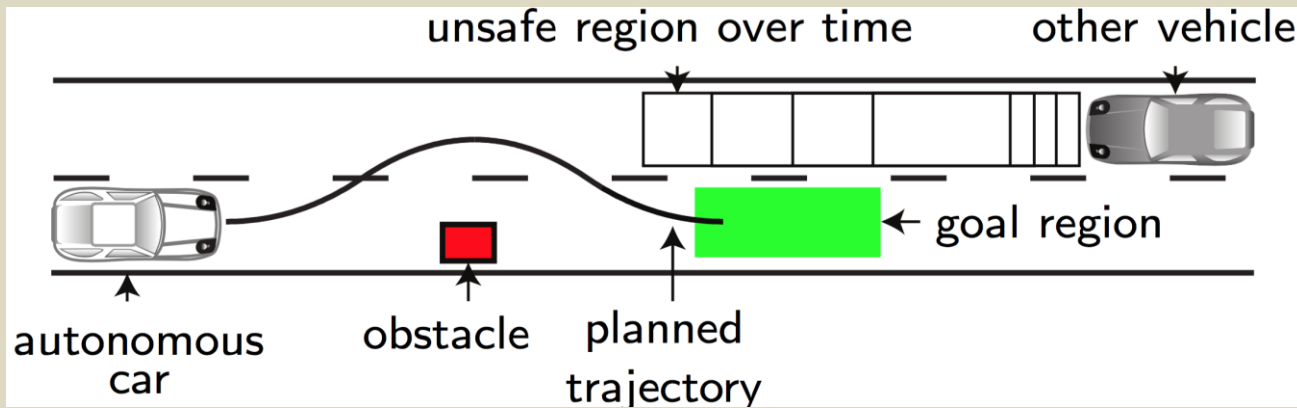 unsafe region over time
other vehicle
goal region
autonomous
car
obstacle
planned
trajectory